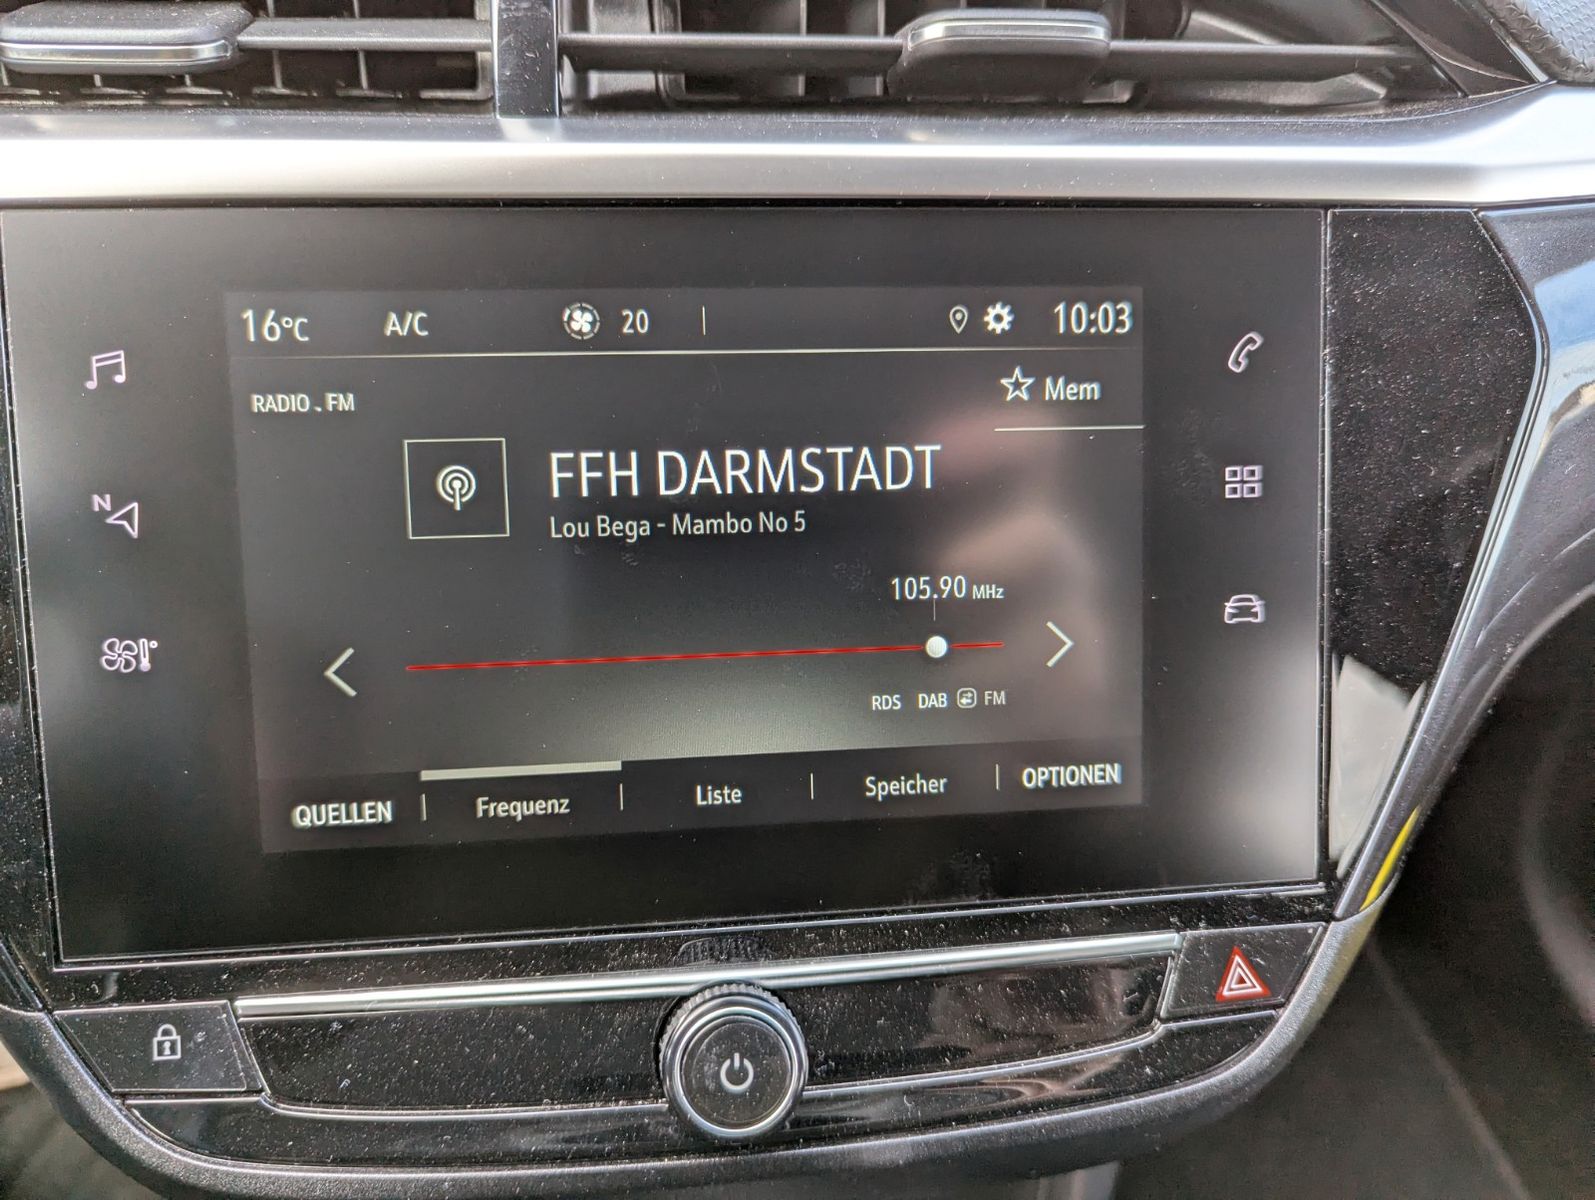 16°C A/C 20 10:03
RADIO . FM
Mem
FFH DARMSTADT
Lou Bega - Mambo No 5
105.90 MHz
N
RDS DAB FM
QUELLEN | Frequenz | Liste | Speicher | OPTIONEN